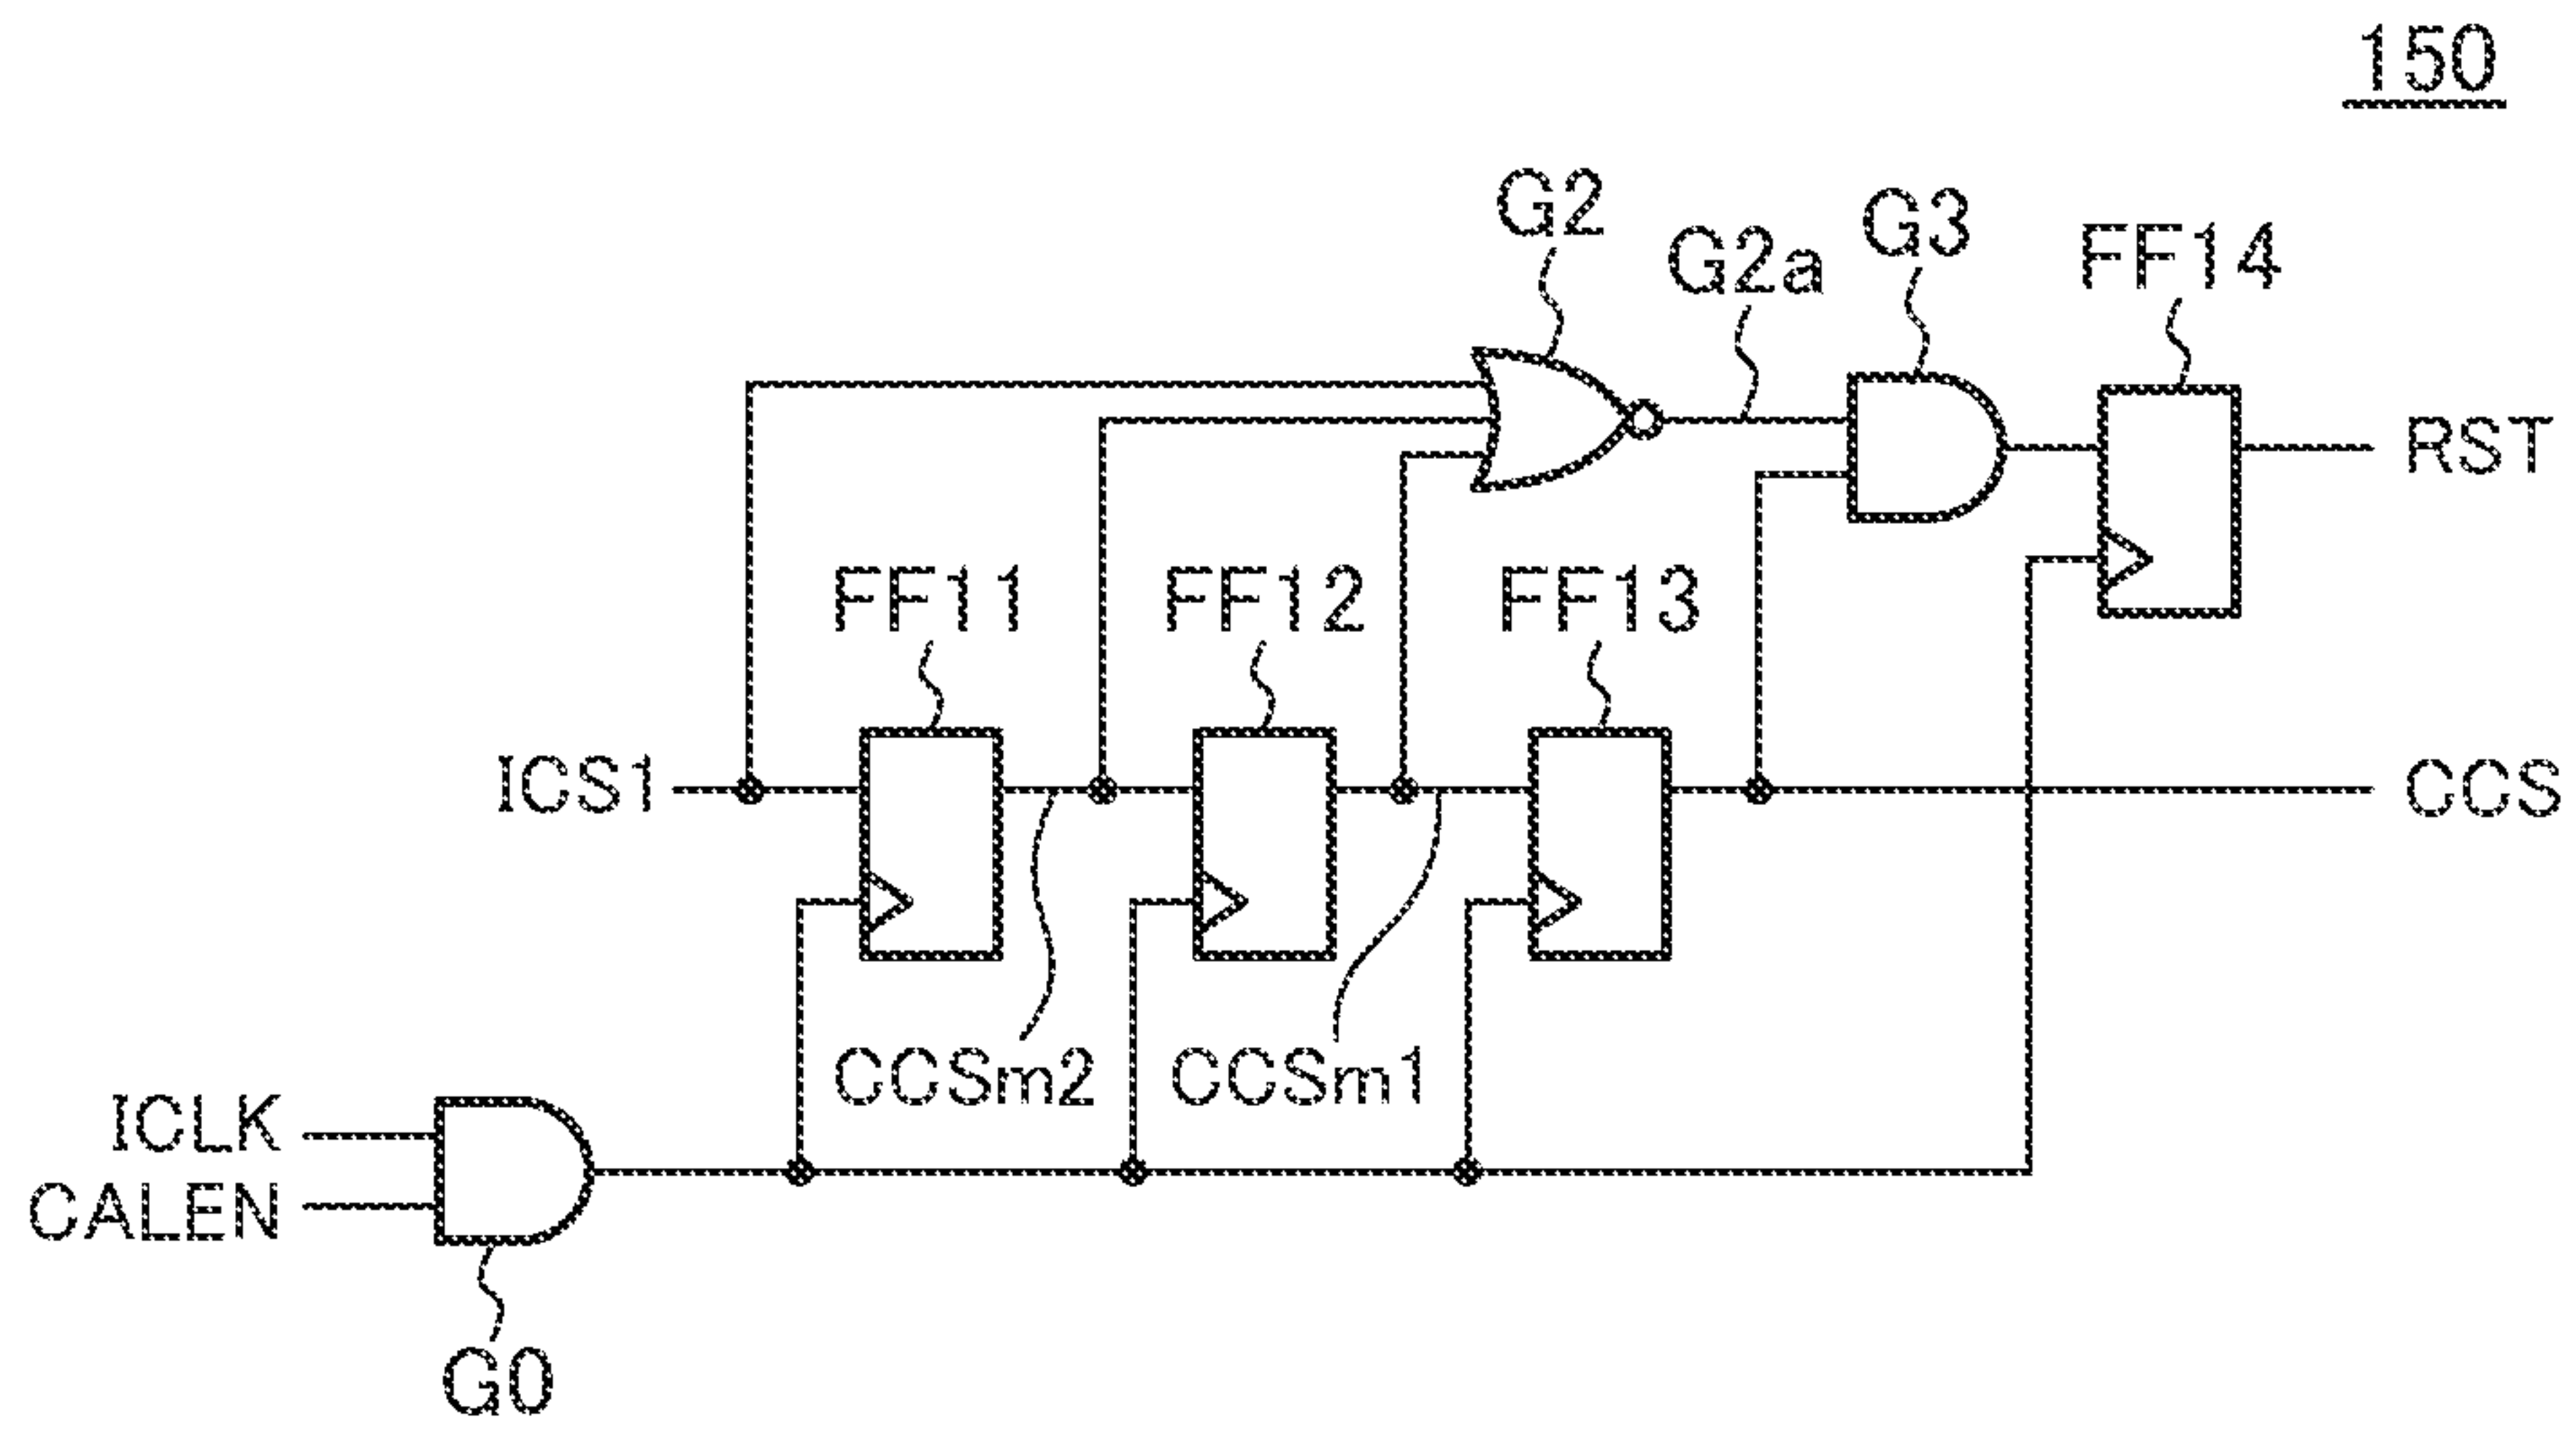 150
G2
G2a
G3
FF14
RST
FF11
FF12
FF13
ICS1
CCS
CCSm2
CCSm1
ICLK
CALEN
G0